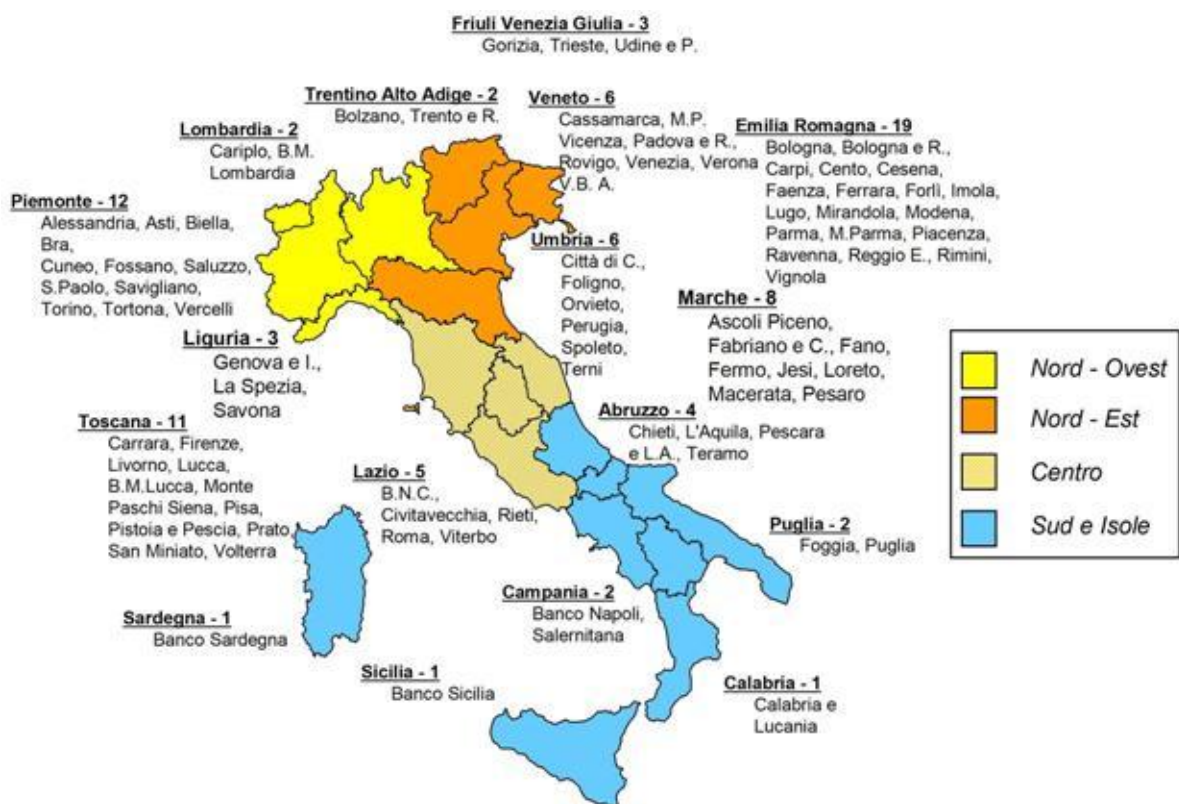 Friuli Venezia Giulia - 3
Gorizia, Trieste, Udine e P.
Trentino Alto Adige - 2
Bolzano, Trento e R.
Veneto - 6
Cassamarca, M.P.
Vicenza, Padova e R.,
Rovigo, Venezia, Verona
V.B. A.
Emilia Romagna - 19
Bologna, Bologna e R.,
Carpi, Cento, Cesena,
Faenza, Ferrara, Forlì, Imola,
Lugo, Mirandola, Modena,
Parma, M.Parma, Piacenza,
Ravenna, Reggio E., Rimini,
Vignola
Lombardia - 2
Cariplo, B.M.
Lombardia
Piemonte - 12
Alessandria, Asti, Biella,
Bra,
Cuneo, Fossano, Saluzzo,
S.Paolo, Savigliano,
Torino, Tortona, Vercelli
Umbria - 6
Città di C.,
Foligno,
Orvieto,
Perugia,
Spoleto,
Terni
Marche - 8
Ascoli Piceno,
Fabriano e C., Fano,
Fermo, Jesi, Loreto,
Macerata, Pesaro
Liguria - 3
Genova e I.,
La Spezia,
Savona
Nord - Ovest
Nord - Est
Centro
Sud e Isole
Toscana - 11
Carrara, Firenze,
Livorno, Lucca,
B.M.Lucca, Monte
Paschi Siena, Pisa,
Pistoia e Pescia, Prato,
San Miniato, Volterra
Abruzzo - 4
Chieti, L'Aquila, Pescara
e L.A., Teramo
Lazio - 5
B.N.C.,
Civitavecchia, Rieti,
Roma, Viterbo
Puglia - 2
Foggia, Puglia
Campania - 2
Banco Napoli,
Salernitana
Sardegna - 1
Banco Sardegna
Sicilia - 1
Banco Sicilia
Calabria - 1
Calabria e
Lucania